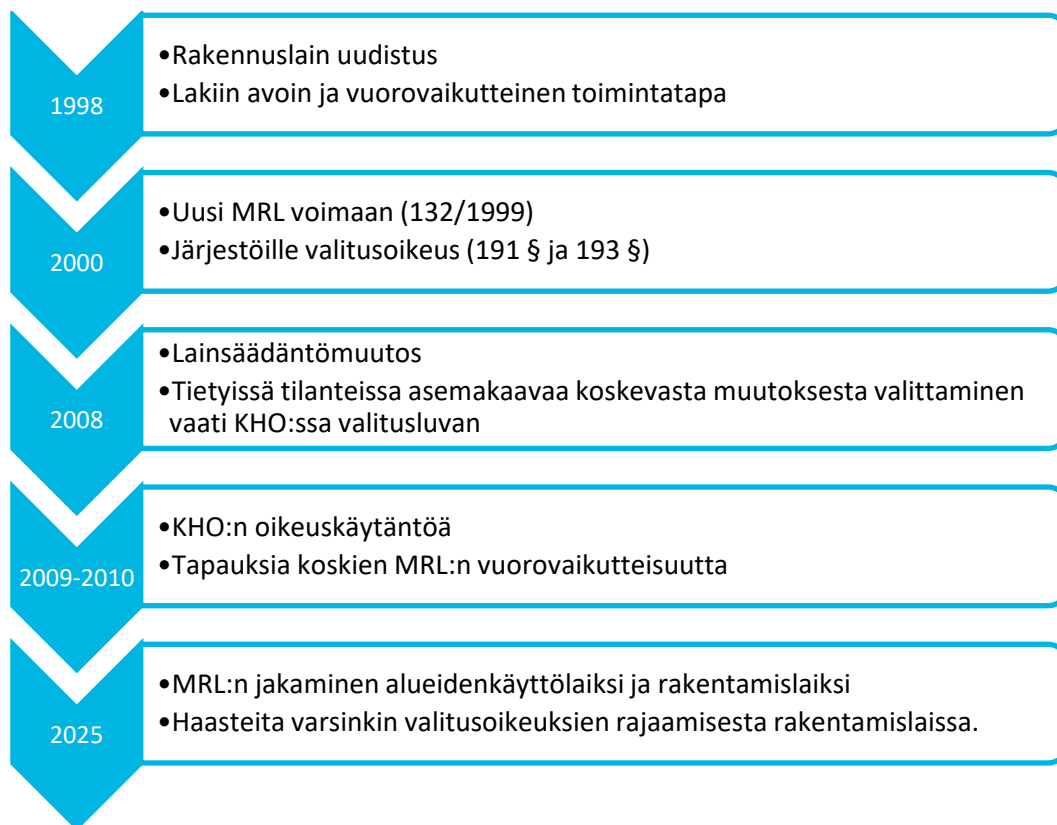 1998
•Rakennuslain uudistus
•Lakiin avoin ja vuorovaikutteinen toimintatapa
2000
•Uusi MRL voimaan (132/1999)
•Järjestöille valitusoikeus (191 § ja 193 §)
2008
•Lainsäädäntömuutos
•Tietyissä tilanteissa asemakaavaa koskevasta muutoksesta valittaminen
vaati KHO:ssa valitusluvan
2009-2010
•KHO:n oikeuskäytäntöä
•Tapauksia koskien MRL:n vuorovaikutteisuutta
2025
•MRL:n jakaminen alueidenkäyttölaiksi ja rakentamislaiksi
•Haasteita varsinkin valitusoikeuksien rajaamisesta rakentamislaissa.